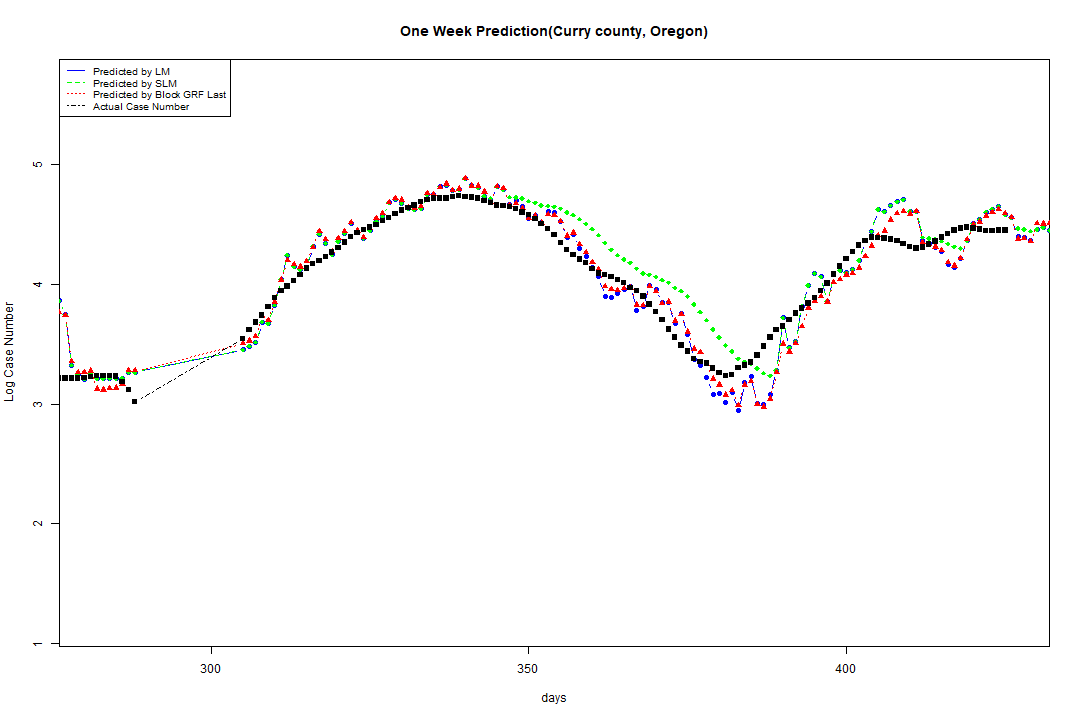 One Week Prediction(Curry county, Oregon)
Predicted by LM
Predicted by SLM
Predicted by Block GRF Last
Actual Case Number
5
4
3
2
1
Log Case Number
300
350
400
days